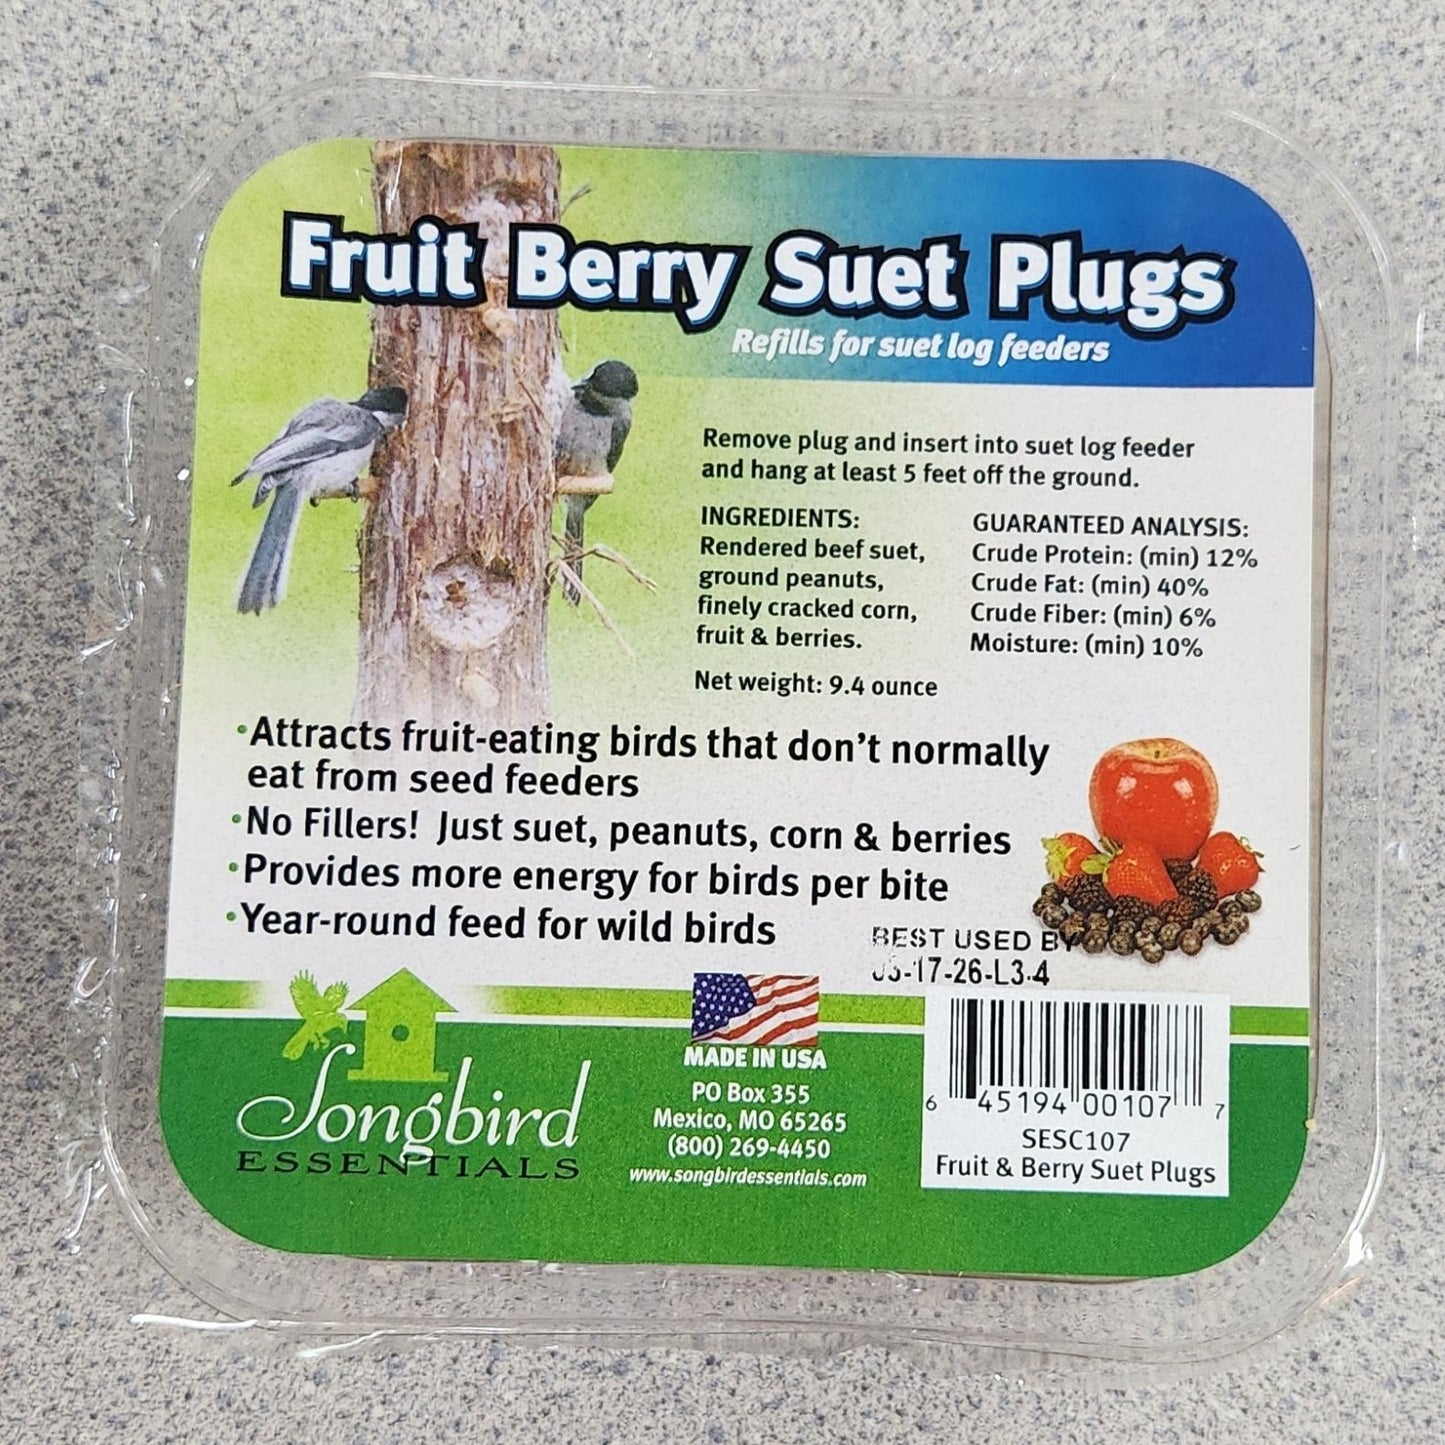 Fruit Berry Suet Plugs
Refills for suet log feeders
Remove plug and insert into suet log feeder
and hang at least 5 feet off the ground.
INGREDIENTS:
Rendered beef suet,
ground peanuts,
finely cracked corn,
fruit & berries.
Net weight: 9.4 ounce
GUARANTEED ANALYSIS:
Crude Protein: (min) 12%
Crude Fat: (min) 40%
Crude Fiber: (min) 6%
Moisture: (min) 10%
•Attracts fruit-eating birds that don't normally
eat from seed feeders
•No Fillers! Just suet, peanuts, corn & berries
•Provides more energy for birds per bite
•Year-round feed for wild birds
BEST USED BY
Songbird
ESSENTIALS
MADE IN USA
PO Box 355
Mexico, MO 65265
(800) 269-4450
www.songbirdessentials.com
6 45194 00107 7
SESC107
Fruit & Berry Suet Plugs